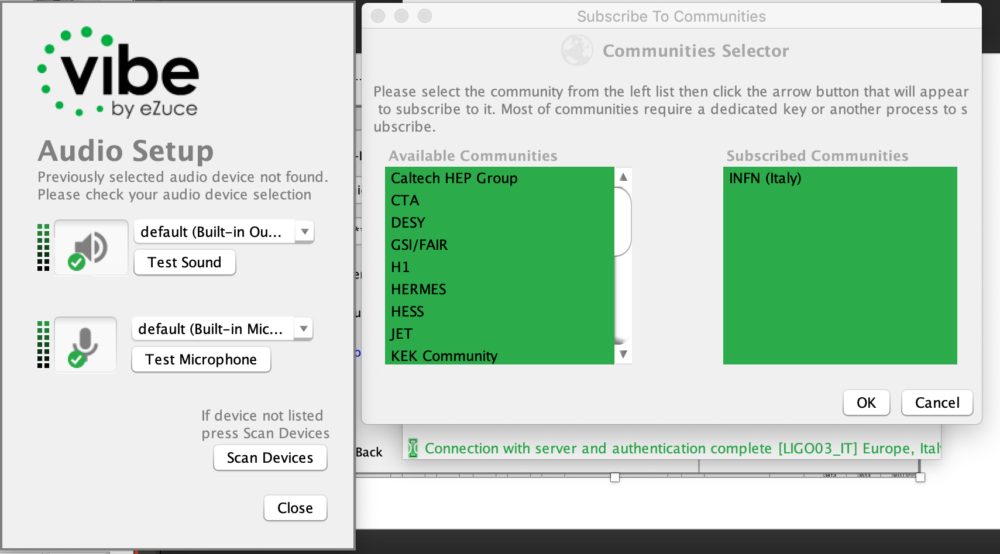 vibe
by eZuce
Audio Setup
Previously selected audio device not found.
Please check your audio device selection
default (Built-in Ou...
Test Sound
default (Built-in Mic...
Test Microphone
If device not listed
press Scan Devices
Scan Devices
Close
Subscribe To Communities
Communities Selector
Please select the community from the left list then click the arrow button that will appear
to subscribe to it. Most of communities require a dedicated key or another process to s
ubscribe.
Available Communities
Caltech HEP Group
CTA
DESY
GSI/FAIR
H1
HERMES
HESS
JET
KEK Community
Subscribed Communities
INFN (Italy)
OK
Cancel
Back
Connection with server and authentication complete [LIGO03_IT] Europe, Ital
3413 3513